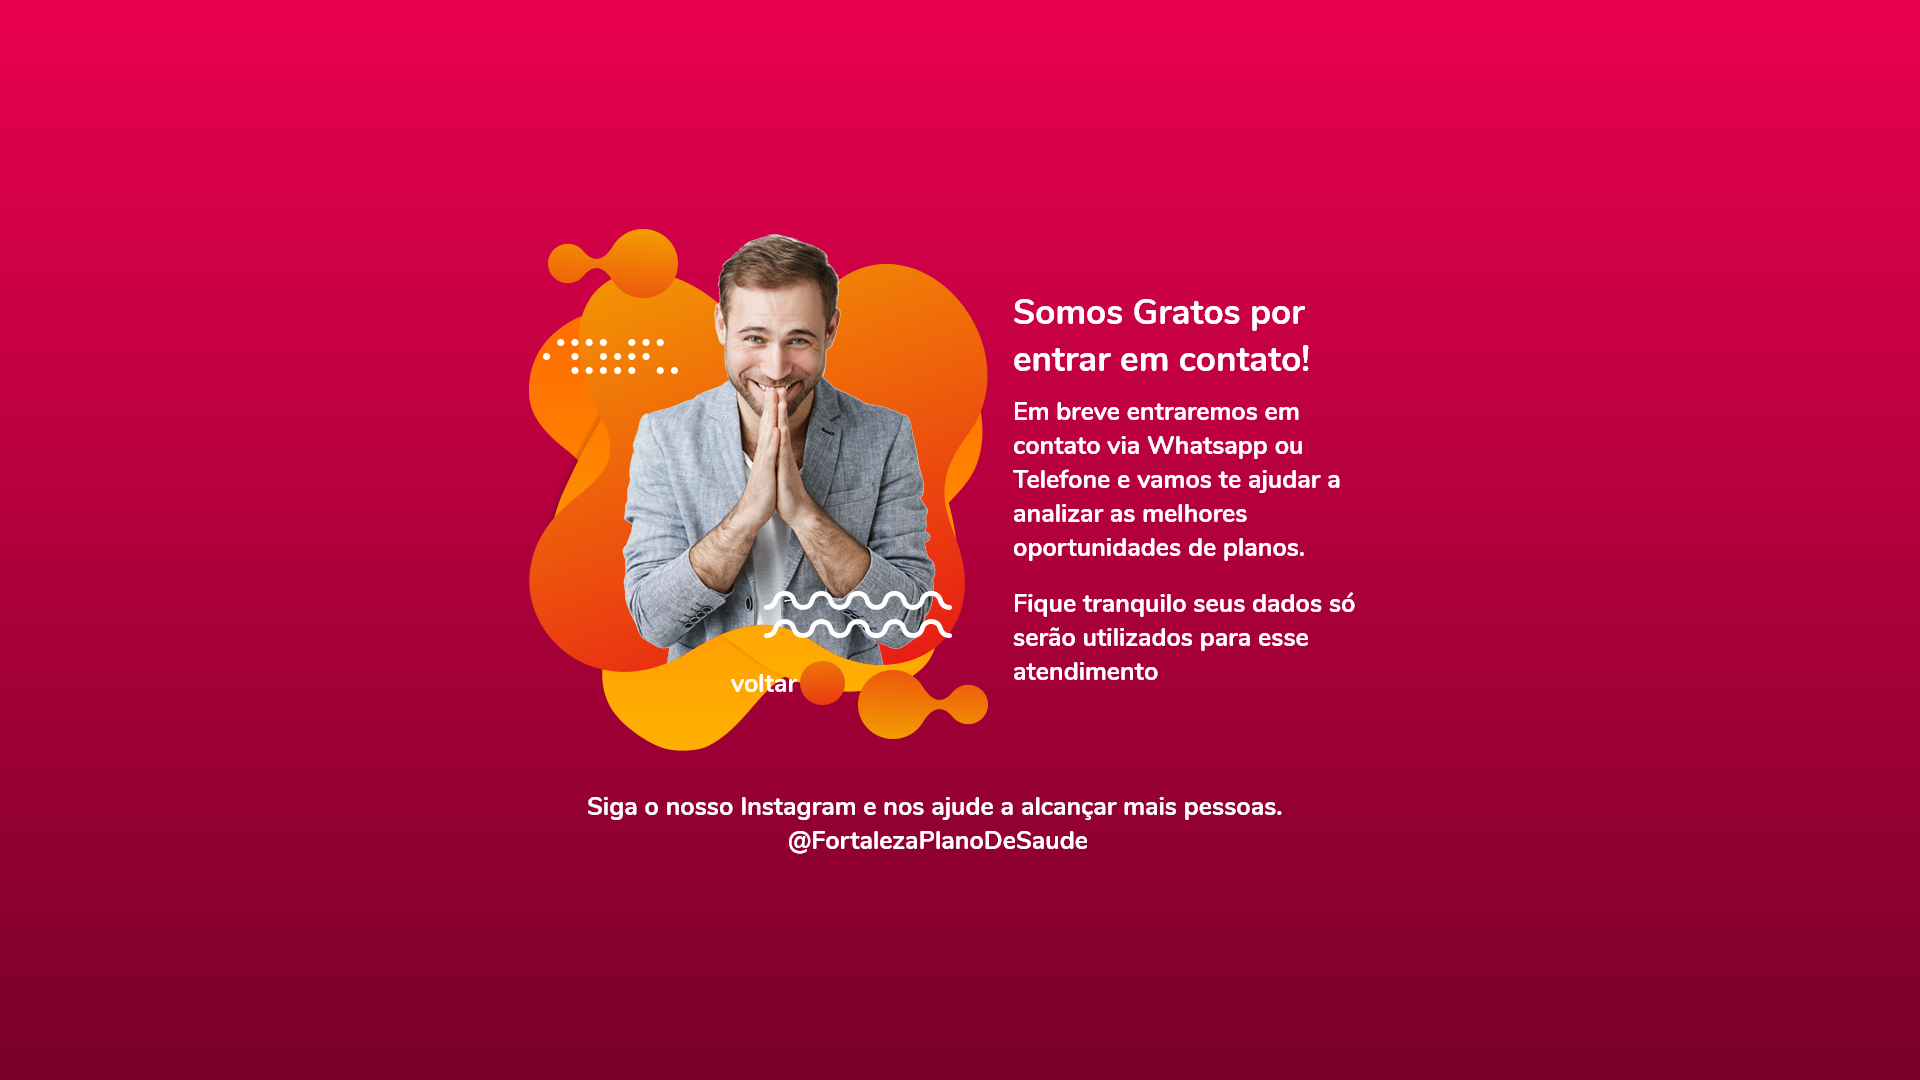 Somos Gratos por
entrar em contato!
Em breve entraremos em
contato via Whatsapp ou
Telefone e vamos te ajudar a
analizar as melhores
oportunidades de planos.
Fique tranquilo seus dados só
serão utilizados para esse
atendimento
voltar
Siga o nosso Instagram e nos ajude a alcançar mais pessoas.
@FortalezaPlanoDeSaude